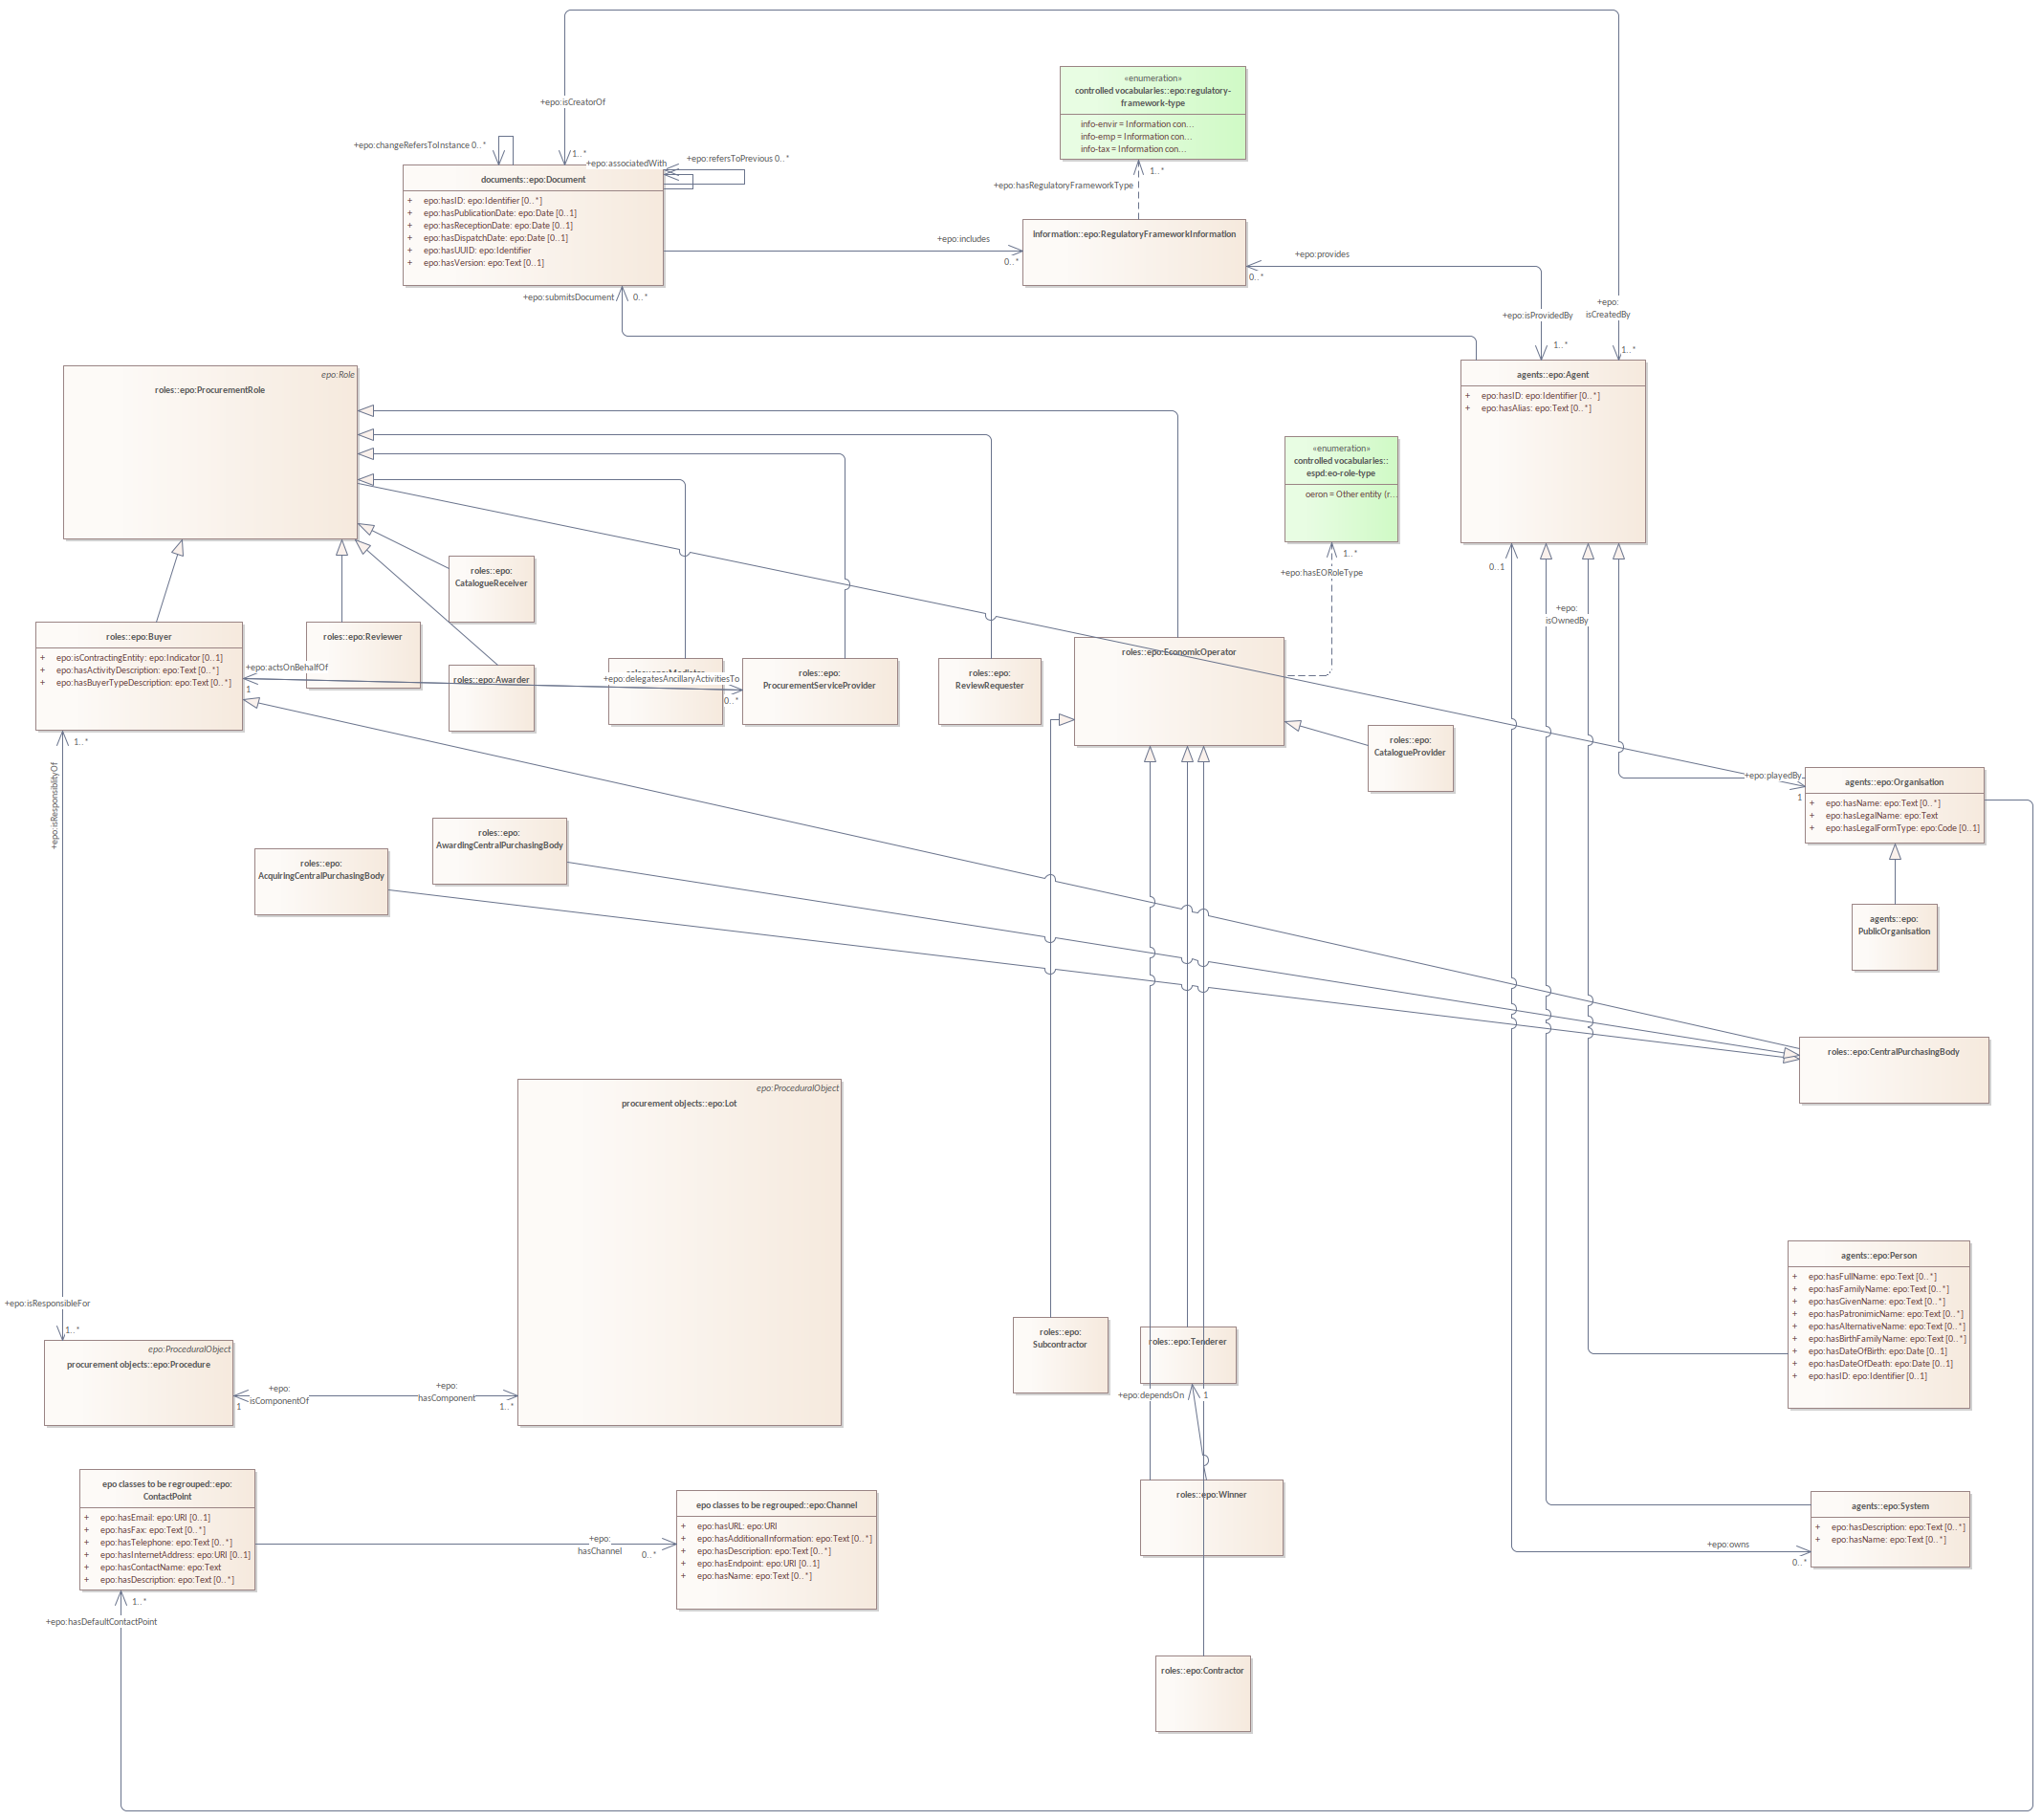 +epo:isCreatorOf
1..*
«enumeration»
controlled vocabularies::epo:regulatory-
framework-type
info-envir = Information con...
info-emp = Information con...
info-tax = Information con...
+epo:changeRefersToInstance 0..*
+epo:associatedWith
+epo:refersToPrevious 0..*
documents::epo:Document
+ epo:hasID: epo:Identifier [0..*]
+ epo:hasPublicationDate: epo:Date [0..1]
+ epo:hasReceptionDate: epo:Date [0..1]
+ epo:hasDispatchDate: epo:Date [0..1]
+ epo:hasUUID: epo:Identifier
+ epo:hasVersion: epo:Text [0..1]
1..*
+epo:hasRegulatoryFrameworkType
information::epo:RegulatoryFrameworkInformation
+epo:includes
0..*
+epo:provides
0..*
+epo:submitsDocument
0..*
+epo:isProvidedBy
1..*
+epo:
isCreatedBy
1..*
epo:Role
roles::epo:ProcurementRole
agents::epo:Agent
+ epo:hasID: epo:Identifier [0..*]
+ epo:hasAlias: epo:Text [0..*]
«enumeration»
controlled vocabularies::
espd:eo-role-type
oeron = Other entity (r...
1..*
+epo:hasEORoleType
0..1
+epo:
isOwnedBy
roles::epo:
CatalogueReceiver
roles::epo:Buyer
+ epo:isContractingEntity: epo:Indicator [0..1]
+ epo:hasActivityDescription: epo:Text [0..*]
+ epo:hasBuyerTypeDescription: epo:Text [0..*]
roles::epo:Reviewer
+epo:actsOnBehalfOf
1
roles::epo:Awarder
+epo:delegatesAncillaryActivitiesTo
0..*
roles::epo:
ProcurementServiceProvider
roles::epo:
ReviewRequester
roles::epo:EconomicOperator
roles::epo:
CatalogueProvider
1..*
+epo:isResponsiblityOf
+epo:playedBy
1
agents::epo:Organisation
+ epo:hasName: epo:Text [0..*]
+ epo:hasLegalName: epo:Text
+ epo:hasLegalFormType: epo:Code [0..1]
roles::epo:
AwardingCentralPurchasingBody
roles::epo:
AcquiringCentralPurchasingBody
agents::epo:
PublicOrganisation
roles::epo:CentralPurchasingBody
epo:ProceduralObject
procurement objects::epo:Lot
agents::epo:Person
+ epo:hasFullName: epo:Text [0..*]
+ epo:hasFamilyName: epo:Text [0..*]
+ epo:hasGivenName: epo:Text [0..*]
+ epo:hasPatronimicName: epo:Text [0..*]
+ epo:hasAlternativeName: epo:Text [0..*]
+ epo:hasBirthFamilyName: epo:Text [0..*]
+ epo:hasDateOfBirth: epo:Date [0..1]
+ epo:hasDateOfDeath: epo:Date [0..1]
+ epo:hasID: epo:Identifier [0..1]
+epo:isResponsibleFor
1..*
epo:ProceduralObject
procurement objects::epo:Procedure
+epo:
isComponentOf
1
+epo:
hasComponent
1..*
roles::epo:
Subcontractor
roles::epo:Tenderer
+epo:dependsOn
1
epo classes to be regrouped::epo:
ContactPoint
+ epo:hasEmail: epo:URI [0..1]
+ epo:hasFax: epo:Text [0..*]
+ epo:hasTelephone: epo:Text [0..*]
+ epo:hasInternetAddress: epo:URI [0..1]
+ epo:hasContactName: epo:Text
+ epo:hasDescription: epo:Text [0..*]
+epo:
hasChannel
0..*
epo classes to be regrouped::epo:Channel
+ epo:hasURL: epo:URI
+ epo:hasAdditionalInformation: epo:Text [0..*]
+ epo:hasDescription: epo:Text [0..*]
+ epo:hasEndpoint: epo:URI [0..1]
+ epo:hasName: epo:Text [0..*]
roles::epo:Winner
agents::epo:System
+ epo:hasDescription: epo:Text [0..*]
+ epo:hasName: epo:Text [0..*]
+epo:owns
0..*
1..*
+epo:hasDefaultContactPoint
roles::epo:Contractor